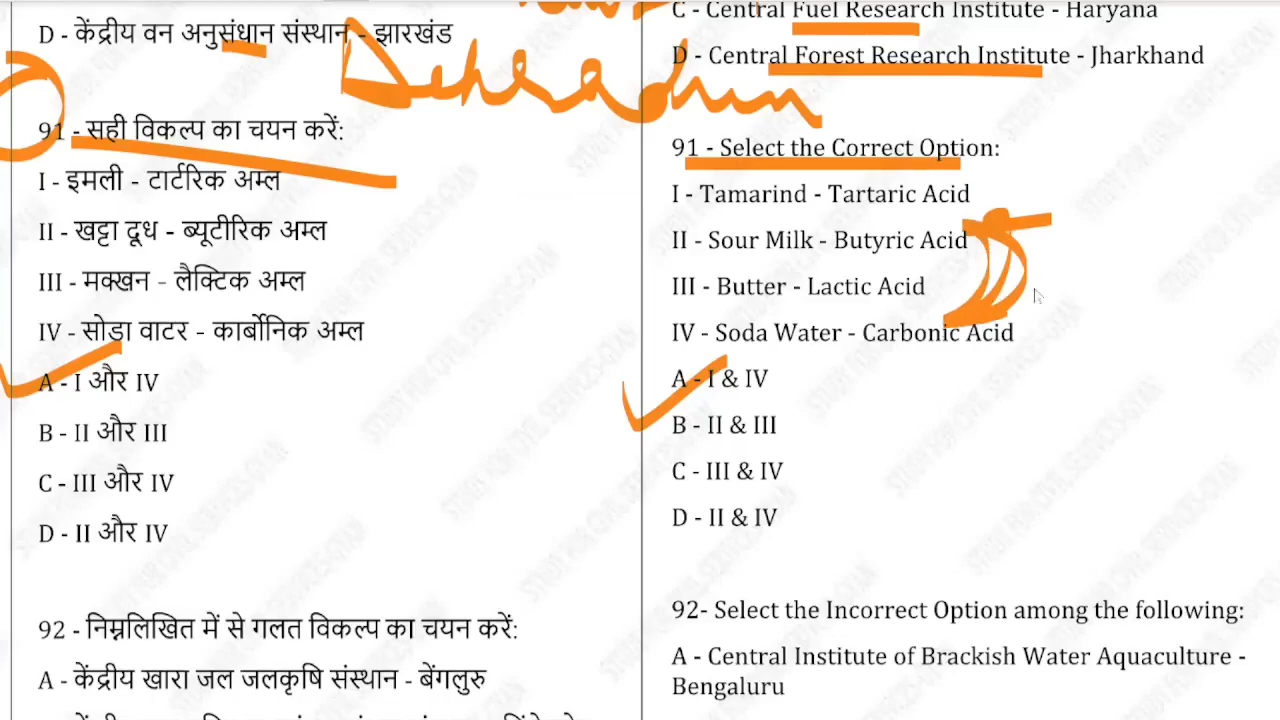 D - केंद्रीय वन अनुसंधान संस्थान - झारखंड
91 - सही विकल्प का चयन करें:
I - इमली - टार्टरिक अम्ल
II - खट्टा दूध - ब्यूटीरिक अम्ल
III - मक्खन - लैक्टिक अम्ल
IV - सोडा वाटर - कार्बोनिक अम्ल
A - I और IV
B - II और III
C - III और IV
D - II और IV
92 - निम्नलिखित में से गलत विकल्प का चयन करें:
A - केंद्रीय खारा जल जलकृषि संस्थान - बेंगलुरु
C - Central Fuel Research Institute - Haryana
D - Central Forest Research Institute - Jharkhand
Dehradun
91 - Select the Correct Option:
I - Tamarind - Tartaric Acid
II - Sour Milk - Butyric Acid
III - Butter - Lactic Acid
IV - Soda Water - Carbonic Acid
A - I & IV
B - II & III
C - III & IV
D - II & IV
92- Select the Incorrect Option among the following:
A - Central Institute of Brackish Water Aquaculture -
Bengaluru